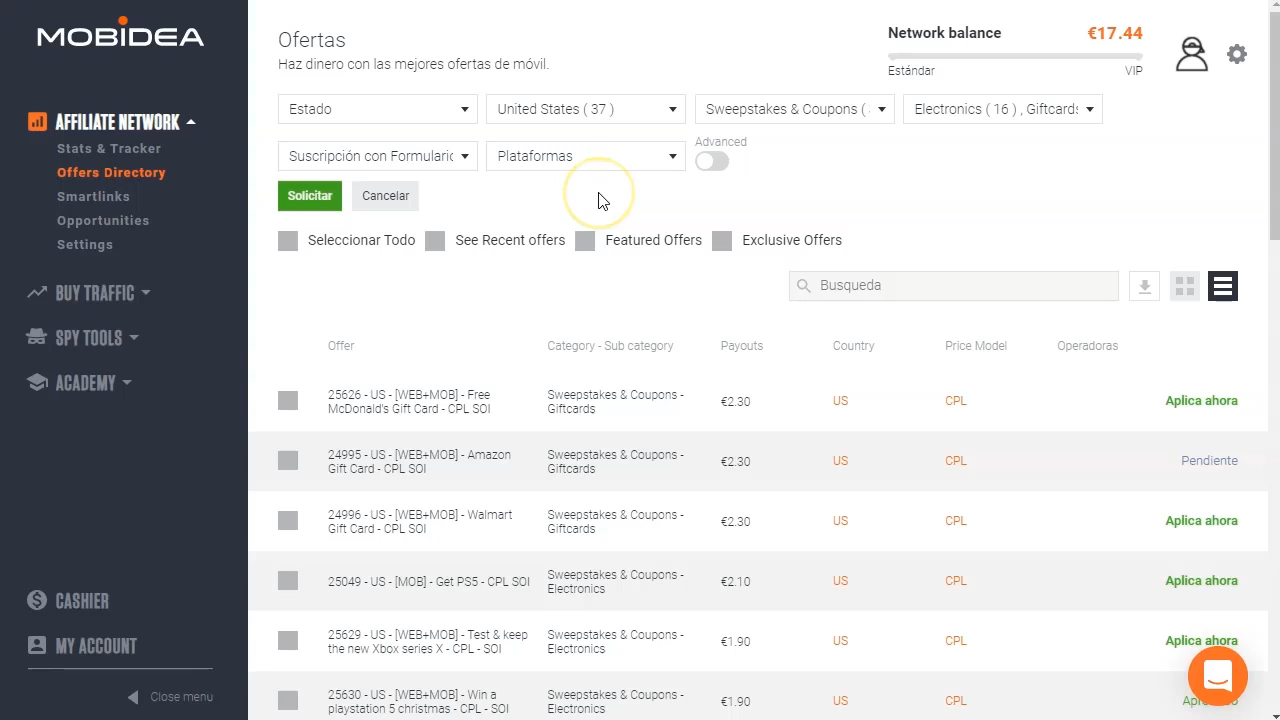 MOBIDEA
AFFILIATE NETWORK
Stats & Tracker
Offers Directory
Smartlinks
Opportunities
Settings
BUY TRAFFIC
SPY TOOLS
ACADEMY
CASHIER
MY ACCOUNT
Close menu
Ofertas
Haz dinero con las mejores ofertas de móvil.
Network balance €17.44
Estándar VIP
Estado United States ( 37 ) Sweepstakes & Coupons ( Electronics ( 16 ) , Giftcards
Suscripción con Formulario Plataformas Advanced
Solicitar Cancelar
Seleccionar Todo See Recent offers Featured Offers Exclusive Offers
Busqueda
Offer Category - Sub category Payouts Country Price Model Operadoras
25626 - US - [WEB+MOB] - Free
McDonald's Gift Card - CPL SOI
Sweepstakes & Coupons -
Giftcards
€2.30 US CPL Aplica ahora
24995 - US - [WEB+MOB] - Amazon
Gift Card - CPL SOI
Sweepstakes & Coupons -
Giftcards
€2.30 US CPL Pendiente
24996 - US - [WEB+MOB] - Walmart
Gift Card - CPL SOI
Sweepstakes & Coupons -
Giftcards
€2.30 US CPL Aplica ahora
25049 - US - [MOB] - Get PS5 - CPL SOI
Sweepstakes & Coupons -
Electronics
€2.10 US CPL Aplica ahora
25629 - US - [WEB+MOB] - Test & keep
the new Xbox series X - CPL - SOI
Sweepstakes & Coupons -
Electronics
€1.90 US CPL Aplica ahora
25630 - US - [WEB+MOB] - Win a
playstation 5 christmas - CPL - SOI
Sweepstakes & Coupons -
Electronics
€1.90 US CPL